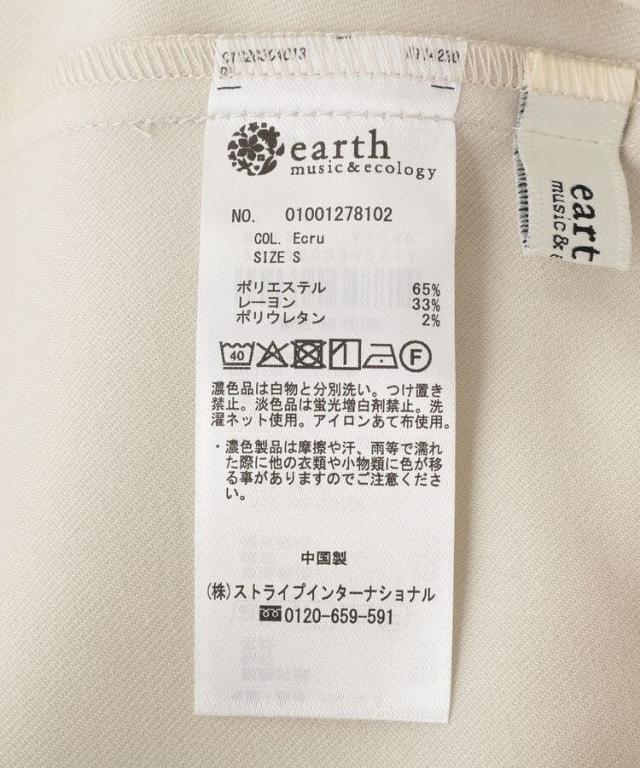 earth
music&ecology
NO. 01001278102
COL. Ecru
SIZE S
ポリエステル 65%
レーヨン 33%
ポリウレタン 2%
40
F
濃色品は白物と分別洗い。つけ置き
禁止。淡色品は蛍光増白剤禁止。洗
濯ネット使用。アイロンあて布使用。
・濃色製品は摩擦や汗、雨等で濡れ
た際に他の衣類や小物類に色が移
る事がありますのでご注意くださ
い。
中国製
(株)ストライプインターナショナル
0120-659-591
eart
music&e